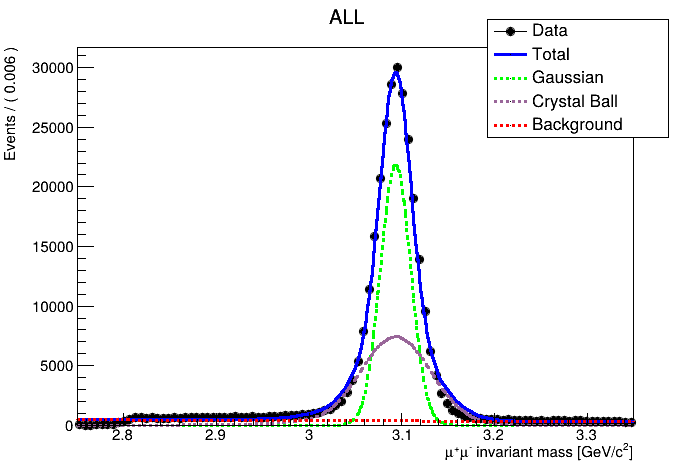 ALL
Data
Total
Gaussian
Crystal Ball
Background
Events / ( 0.006 )
30000
25000
20000
15000
10000
5000
0
2.8 2.9 3 3.1 3.2 3.3
μ⁺μ⁻ invariant mass [GeV/c²]